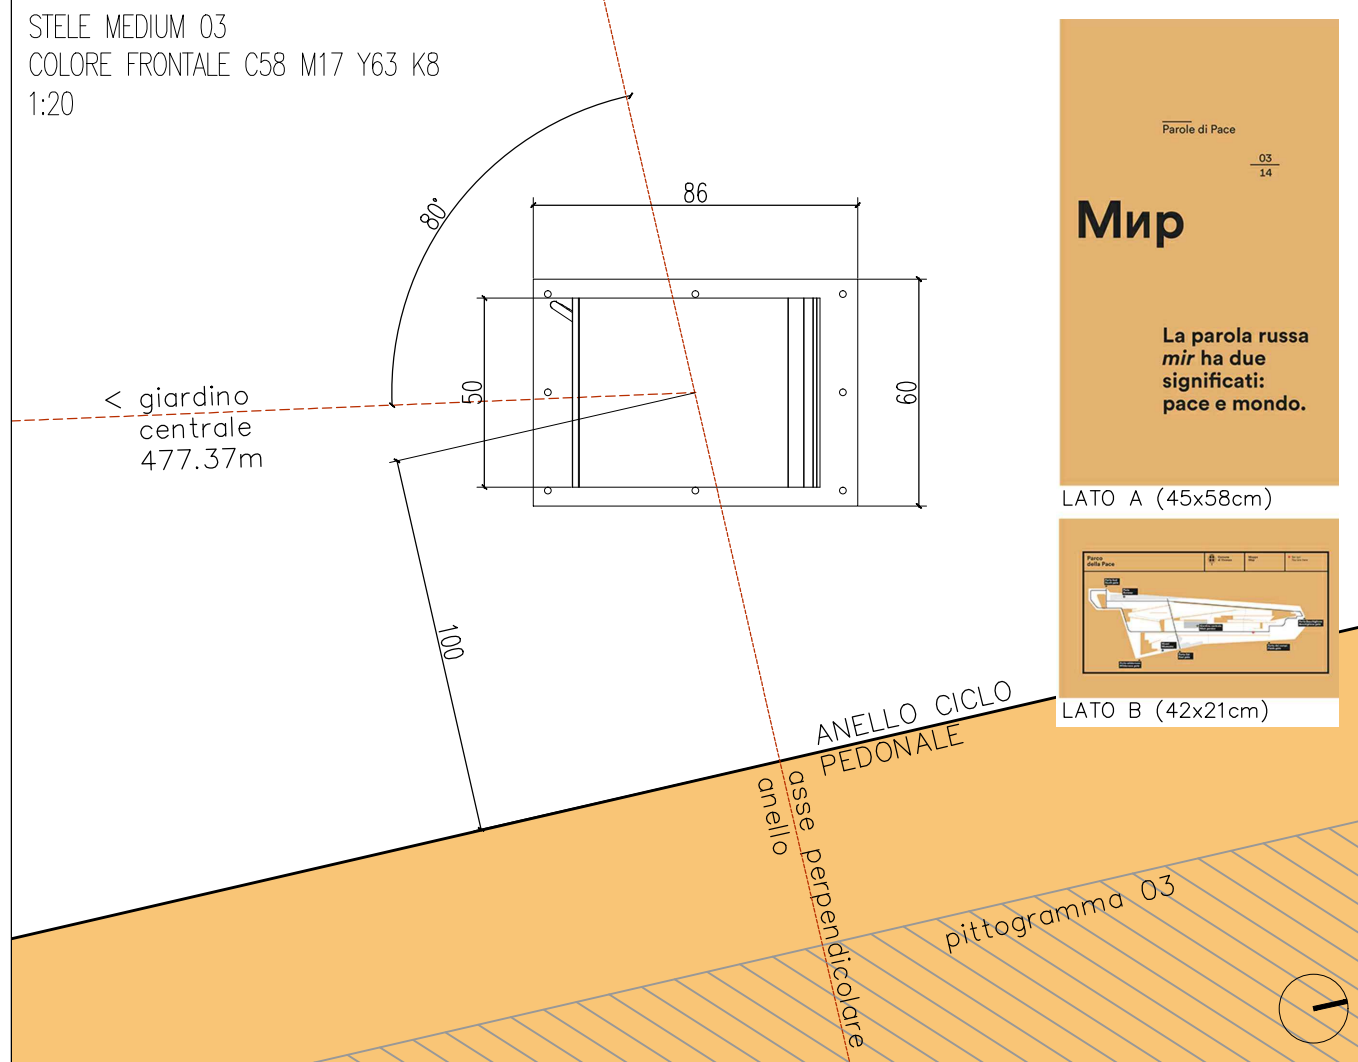 STELE MEDIUM 03
COLORE FRONTALE C58 M17 Y63 K8
1:20
80°
86
50
60
< giardino
centrale
477.37m
100
ANELLO CICLO
PEDONALE
asse perpendicolare
anello
pittogramma 03
Parole di Pace
03
14
Мир
La parola russa
mir ha due
significati:
pace e mondo.
LATO A (45x58cm)
Parco
della Pace
LATO B (42x21cm)